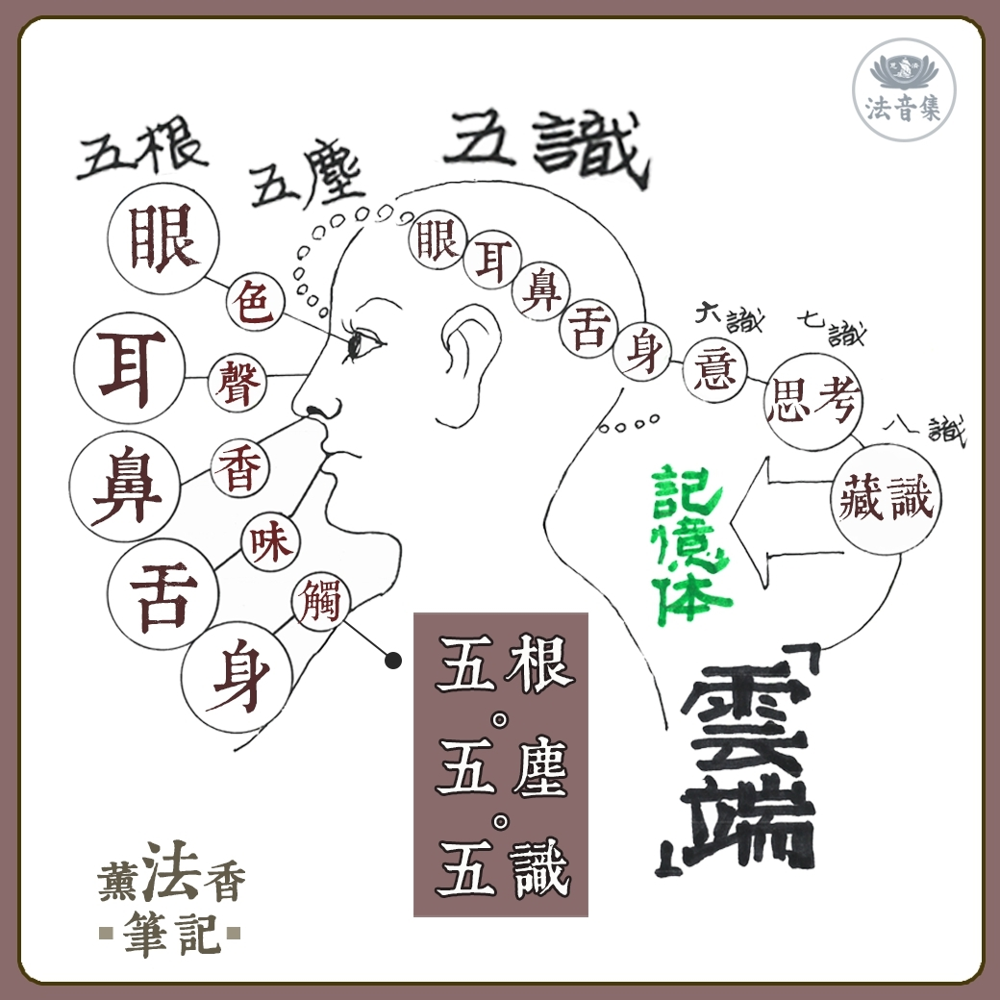 法音集
五根
五塵
五識
眼
耳
鼻
舌
身
色
聲
香
味
觸
眼
耳
鼻
舌
身
六識
意
七識
思考
八識
藏識
記憶体
「雲端」
五根
五塵
五識
薰法香
筆記